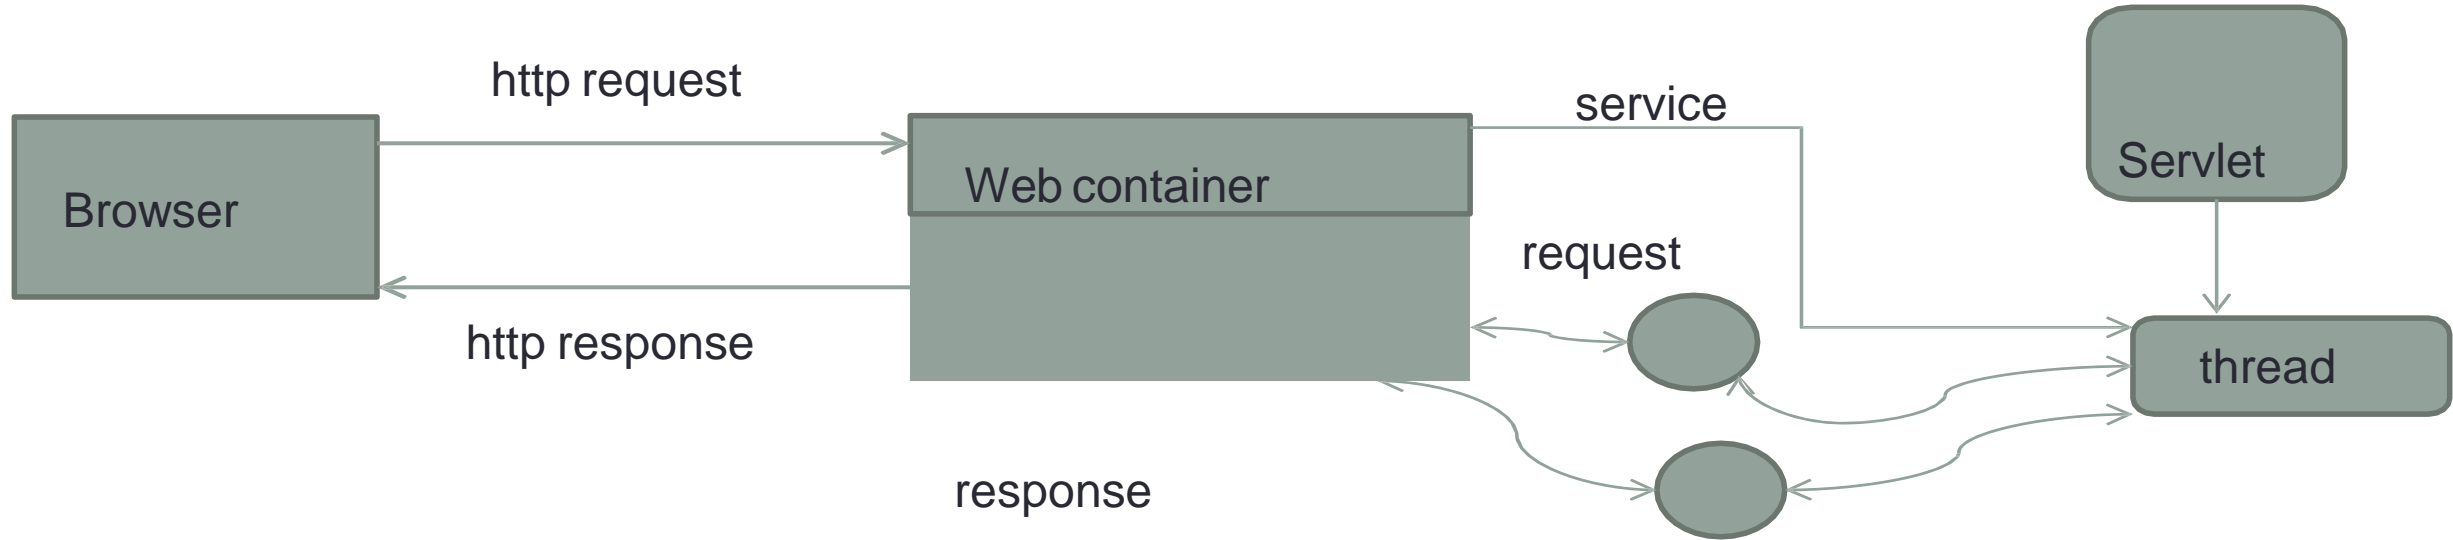 http request
service
Servlet
Browser
Web container
request
http response
thread
response